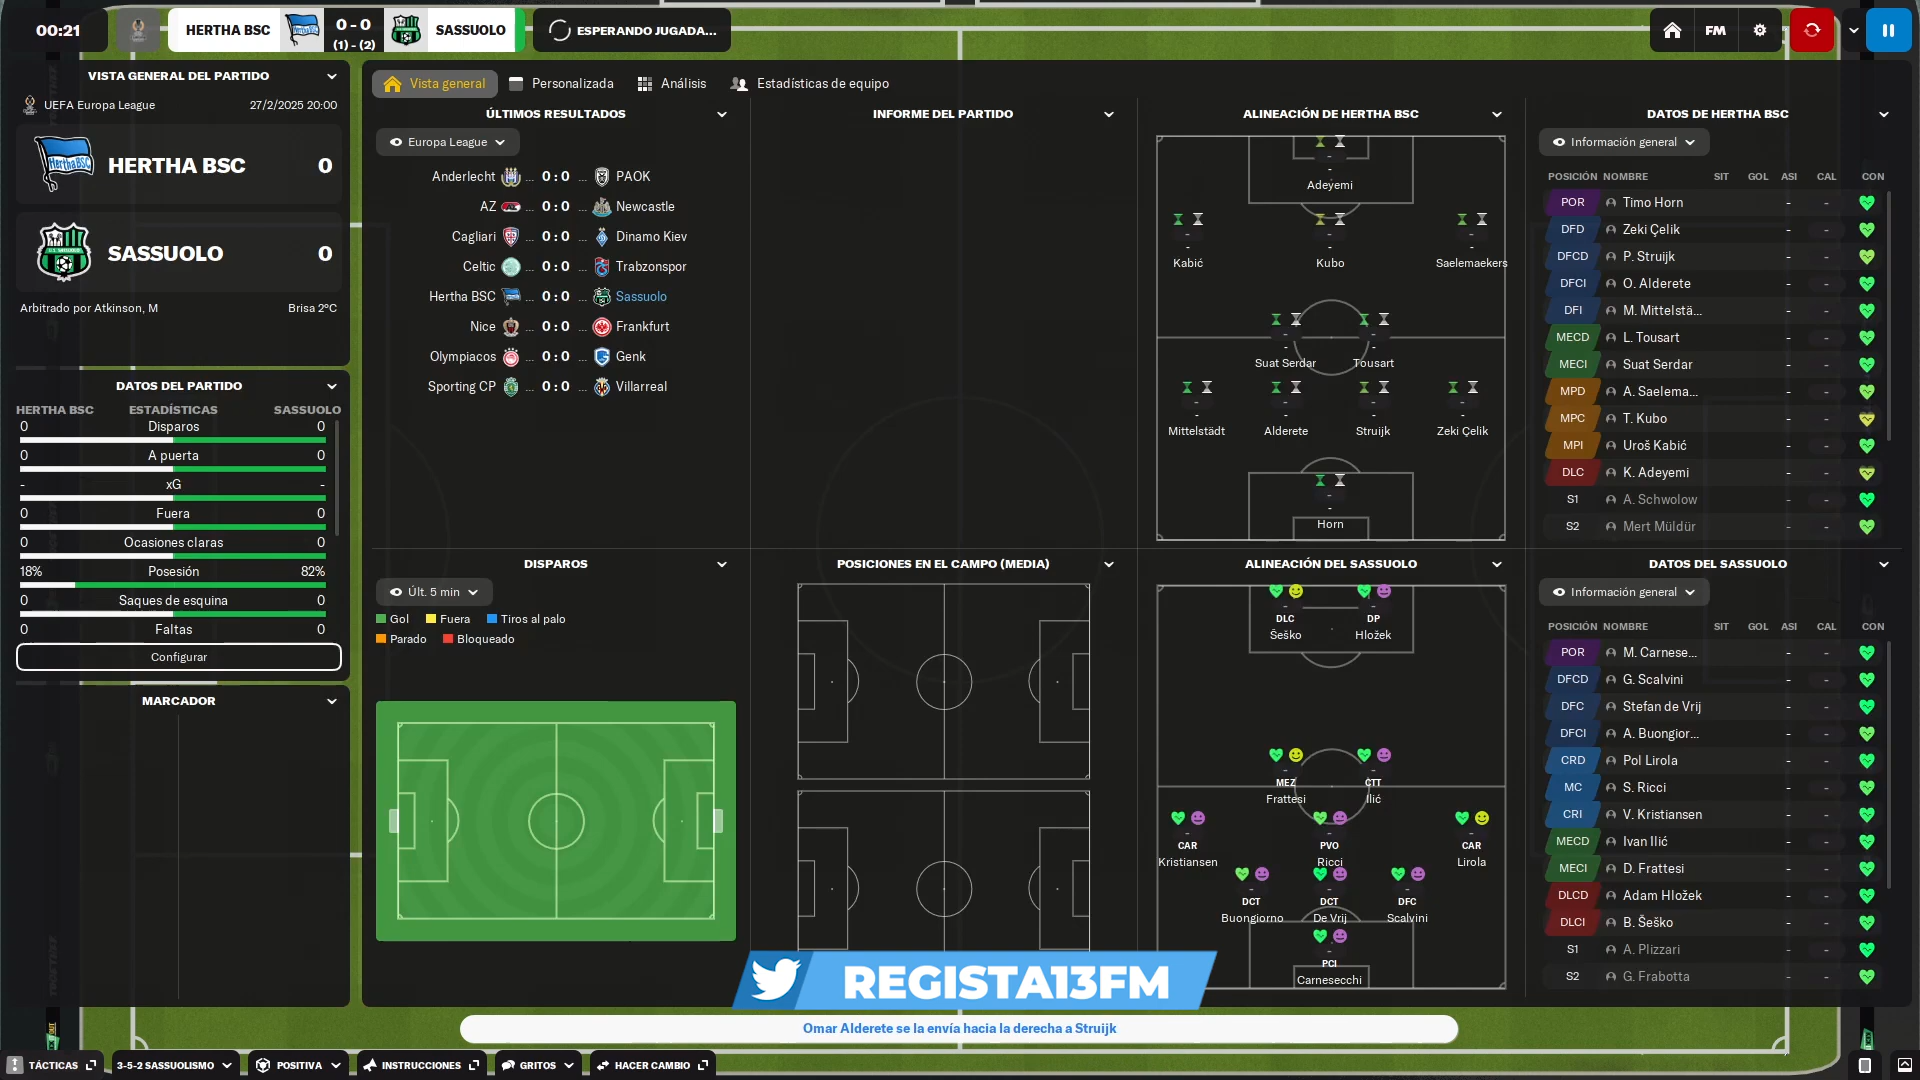 00:21
HERTHA BSC
0 - 0
(1) - (2)
SASSUOLO
ESPERANDO JUGADA...
FM
VISTA GENERAL DEL PARTIDO
UEFA Europa League 27/2/2025 20:00
HERTHA BSC 0
SASSUOLO 0
Arbitrado por Atkinson, M Brisa 2ºC
DATOS DEL PARTIDO
HERTHA BSC ESTADÍSTICAS SASSUOLO
0 Disparos 0
0 A puerta 0
- xG -
0 Fuera 0
0 Ocasiones claras 0
18% Posesión 82%
0 Saques de esquina 0
0 Faltas 0
Configurar
MARCADOR
Vista general
Personalizada
Análisis
Estadísticas de equipo
ÚLTIMOS RESULTADOS
Europa League
Anderlecht ... 0 : 0 ... PAOK
AZ ... 0 : 0 ... Newcastle
Cagliari ... 0 : 0 ... Dinamo Kiev
Celtic ... 0 : 0 ... Trabzonspor
Hertha BSC ... 0 : 0 ... Sassuolo
Nice ... 0 : 0 ... Frankfurt
Olympiacos ... 0 : 0 ... Genk
Sporting CP ... 0 : 0 ... Villarreal
INFORME DEL PARTIDO
ALINEACIÓN DE HERTHA BSC
Adeyemi
Kabić Kubo Saelemaekers
Suat Serdar Tousart
Mittelstädt Alderete Struijk Zeki Çelik
Horn
DATOS DE HERTHA BSC
Información general
POSICIÓN NOMBRE SIT GOL ASI CAL CON
POR Timo Horn - -
DFD Zeki Çelik - -
DFCD P. Struijk - -
DFCI O. Alderete - -
DFI M. Mittelstä... - -
MECD L. Tousart - -
MECI Suat Serdar - -
MPD A. Saelema... - -
MPC T. Kubo - -
MPI Uroš Kabić - -
DLC K. Adeyemi - -
S1 A. Schwolow - -
S2 Mert Müldür - -
DISPAROS
Últ. 5 min
Gol Fuera Tiros al palo
Parado Bloqueado
POSICIONES EN EL CAMPO (MEDIA)
ALINEACIÓN DEL SASSUOLO
DLC DP
Šeško Hložek
MEZ CTT
Frattesi Ilić
CAR PVO CAR
Kristiansen Ricci Lirola
DCT DCT DFC
Buongiorno De Vrij Scalvini
PCI
Carnesecchi
DATOS DEL SASSUOLO
Información general
POSICIÓN NOMBRE SIT GOL ASI CAL CON
POR M. Carnese... - -
DFCD G. Scalvini - -
DFC Stefan de Vrij - -
DFCI A. Buongior... - -
CRD Pol Lirola - -
MC S. Ricci - -
CRI V. Kristiansen - -
MECD Ivan Ilić - -
MECI D. Frattesi - -
DLCD Adam Hložek - -
DLCI B. Šeško - -
S1 A. Plizzari - -
S2 G. Frabotta - -
REGISTA13FM
Omar Alderete se la envía hacia la derecha a Struijk
TÁCTICAS
3-5-2 SASSUOLISMO
POSITIVA
INSTRUCCIONES
GRITOS
HACER CAMBIO